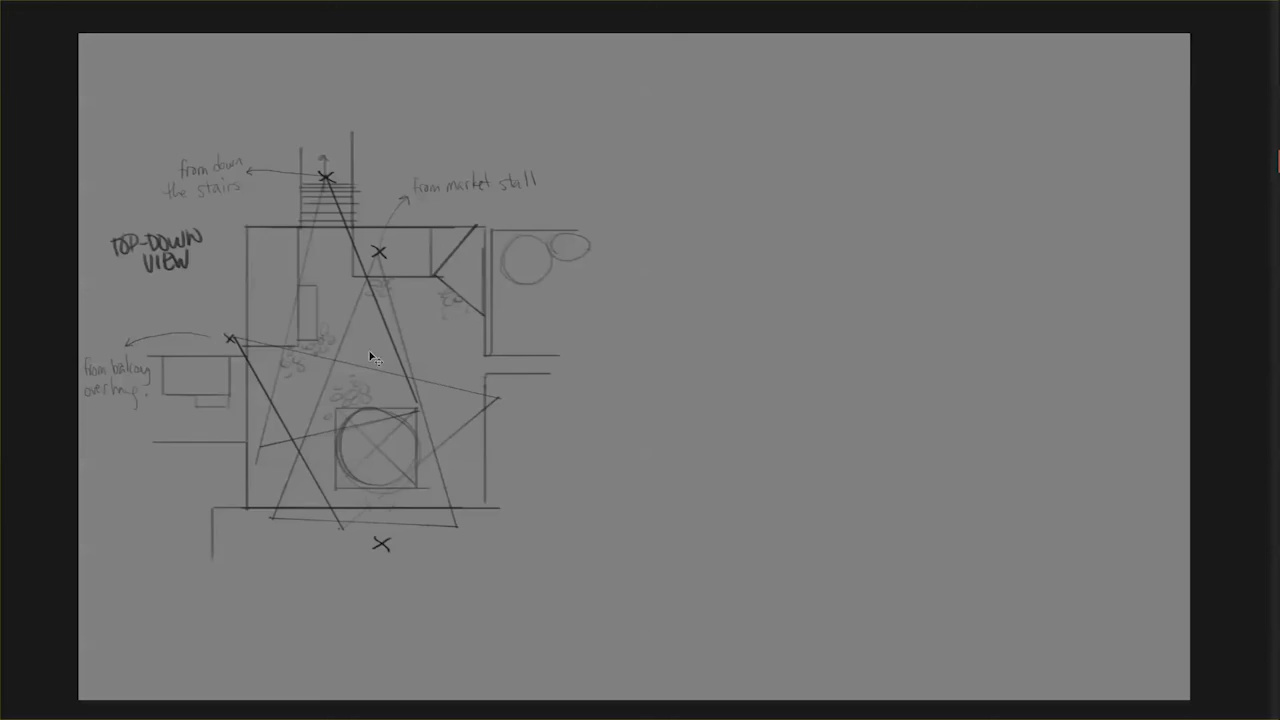 from down
the stairs
from market stall
TOP-DOWN
VIEW
from balcony
overhang.